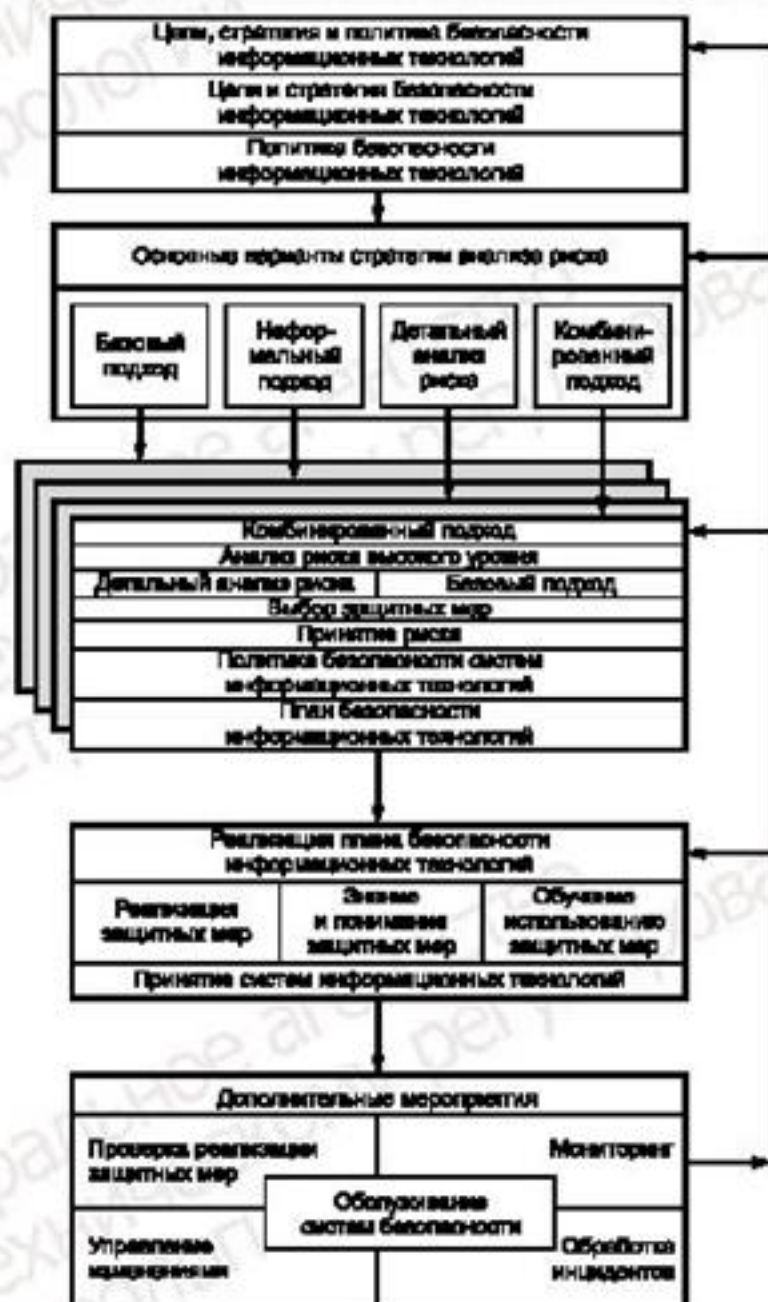 Цели, стратегия и политика безопасности
информационных технологий
Цели и стратегия безопасности
информационных технологий
Политика безопасности
информационных технологий
Основные варианты стратегии анализа риска
Базовый
подход
Нефор-
мальный
подход
Детальный
анализ
риска
Комбини-
рованный
подход
Комбинированный подход
Анализ риска высокого уровня
Детальный анализ риска
Базовый подход
Выбор защитных мер
Принятие риска
Политика безопасности систем
информационных технологий
План безопасности
информационных технологий
Реализация плана безопасности
информационных технологий
Реализация
защитных мер
Знание
и понимание
защитных мер
Обучение
использованию
защитных мер
Принятие систем информационных технологий
Дополнительные мероприятия
Проверка реализации
защитных мер
Мониторинг
Обслуживание
систем безопасности
Управление
изменениями
Обработка
инцидентов